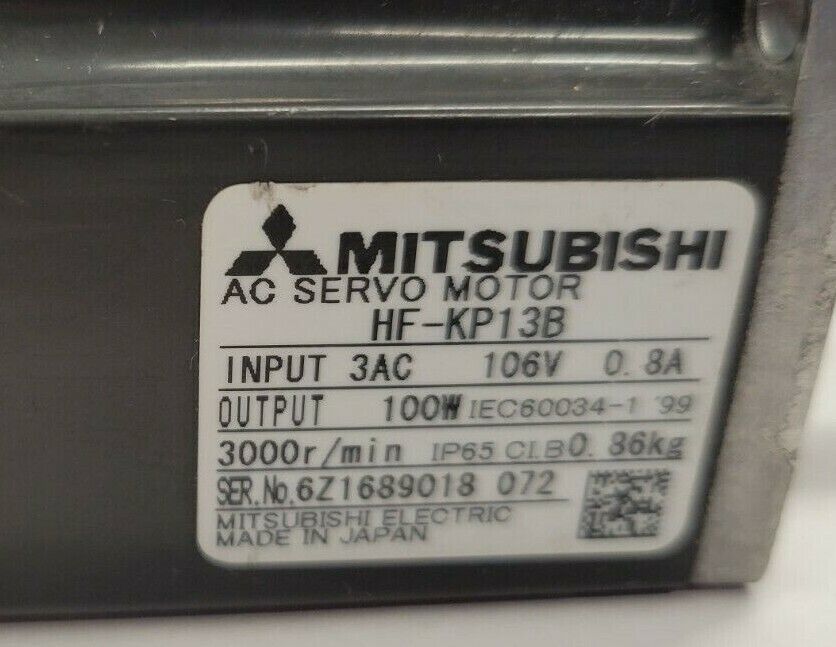 MITSUBISHI
AC SERVO MOTOR
HF-KP13B
INPUT 3AC 106V 0.8A
OUTPUT 100W IEC60034-1 '99
3000r/min IP65 CI.B 0.86kg
SER.No.6Z1689018 072
MITSUBISHI ELECTRIC
MADE IN JAPAN